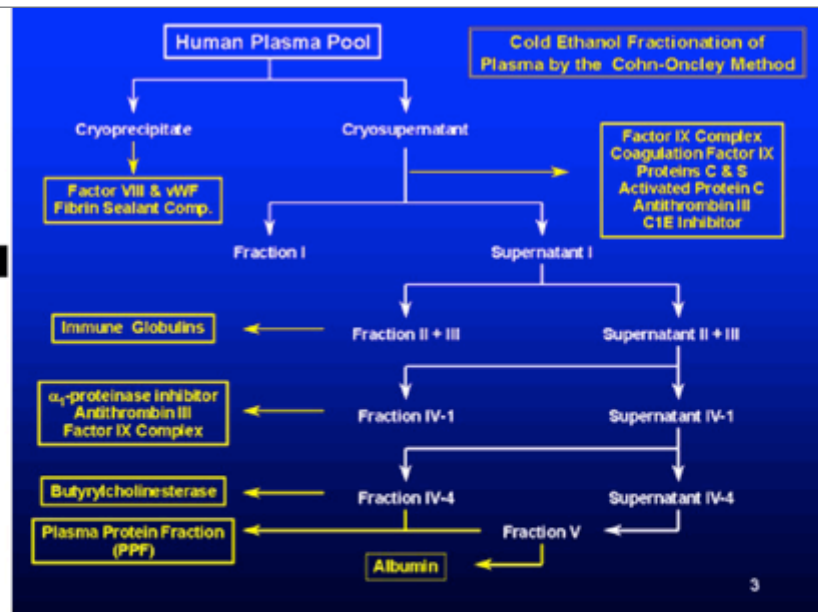 Human Plasma Pool
Cold Ethanol Fractionation of
Plasma by the Cohn-Oncley Method
Cryoprecipitate
Cryosupernatant
Factor VIII & vWF
Fibrin Sealant Comp.
Factor IX Complex
Coagulation Factor IX
Proteins C & S
Activated Protein C
Antithrombin III
C1E Inhibitor
Fraction I
Supernatant I
Immune Globulins
Fraction II + III
Supernatant II + III
α1-proteinase inhibitor
Antithrombin III
Factor IX Complex
Fraction IV-1
Supernatant IV-1
Butyrylcholinesterase
Fraction IV-4
Supernatant IV-4
Plasma Protein Fraction
(PPF)
Fraction V
Albumin
3